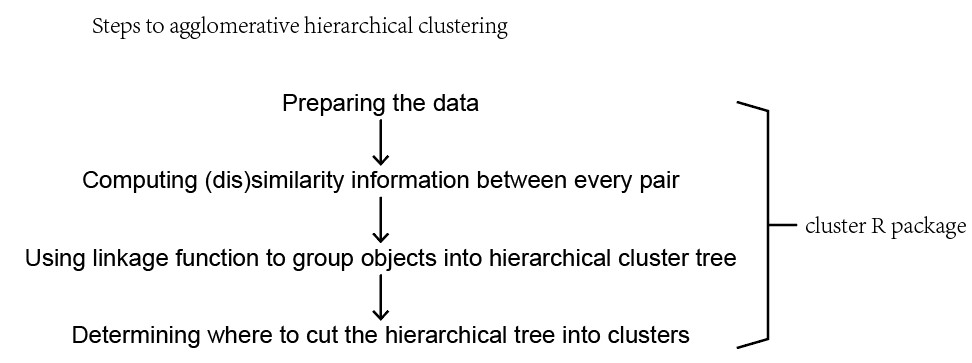 Steps to agglomerative hierarchical clustering
Preparing the data
Computing (dis)similarity information between every pair
cluster R package
Using linkage function to group objects into hierarchical cluster tree
Determining where to cut the hierarchical tree into clusters